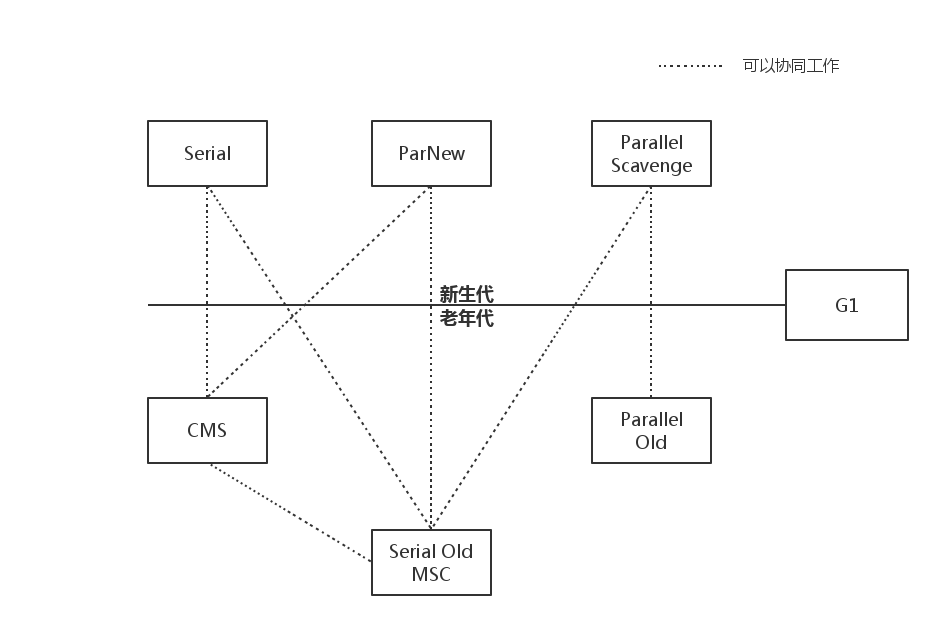 可以协同工作
Serial
ParNew
Parallel
Scavenge
新生代
老年代
G1
CMS
Parallel
Old
Serial Old
MSC